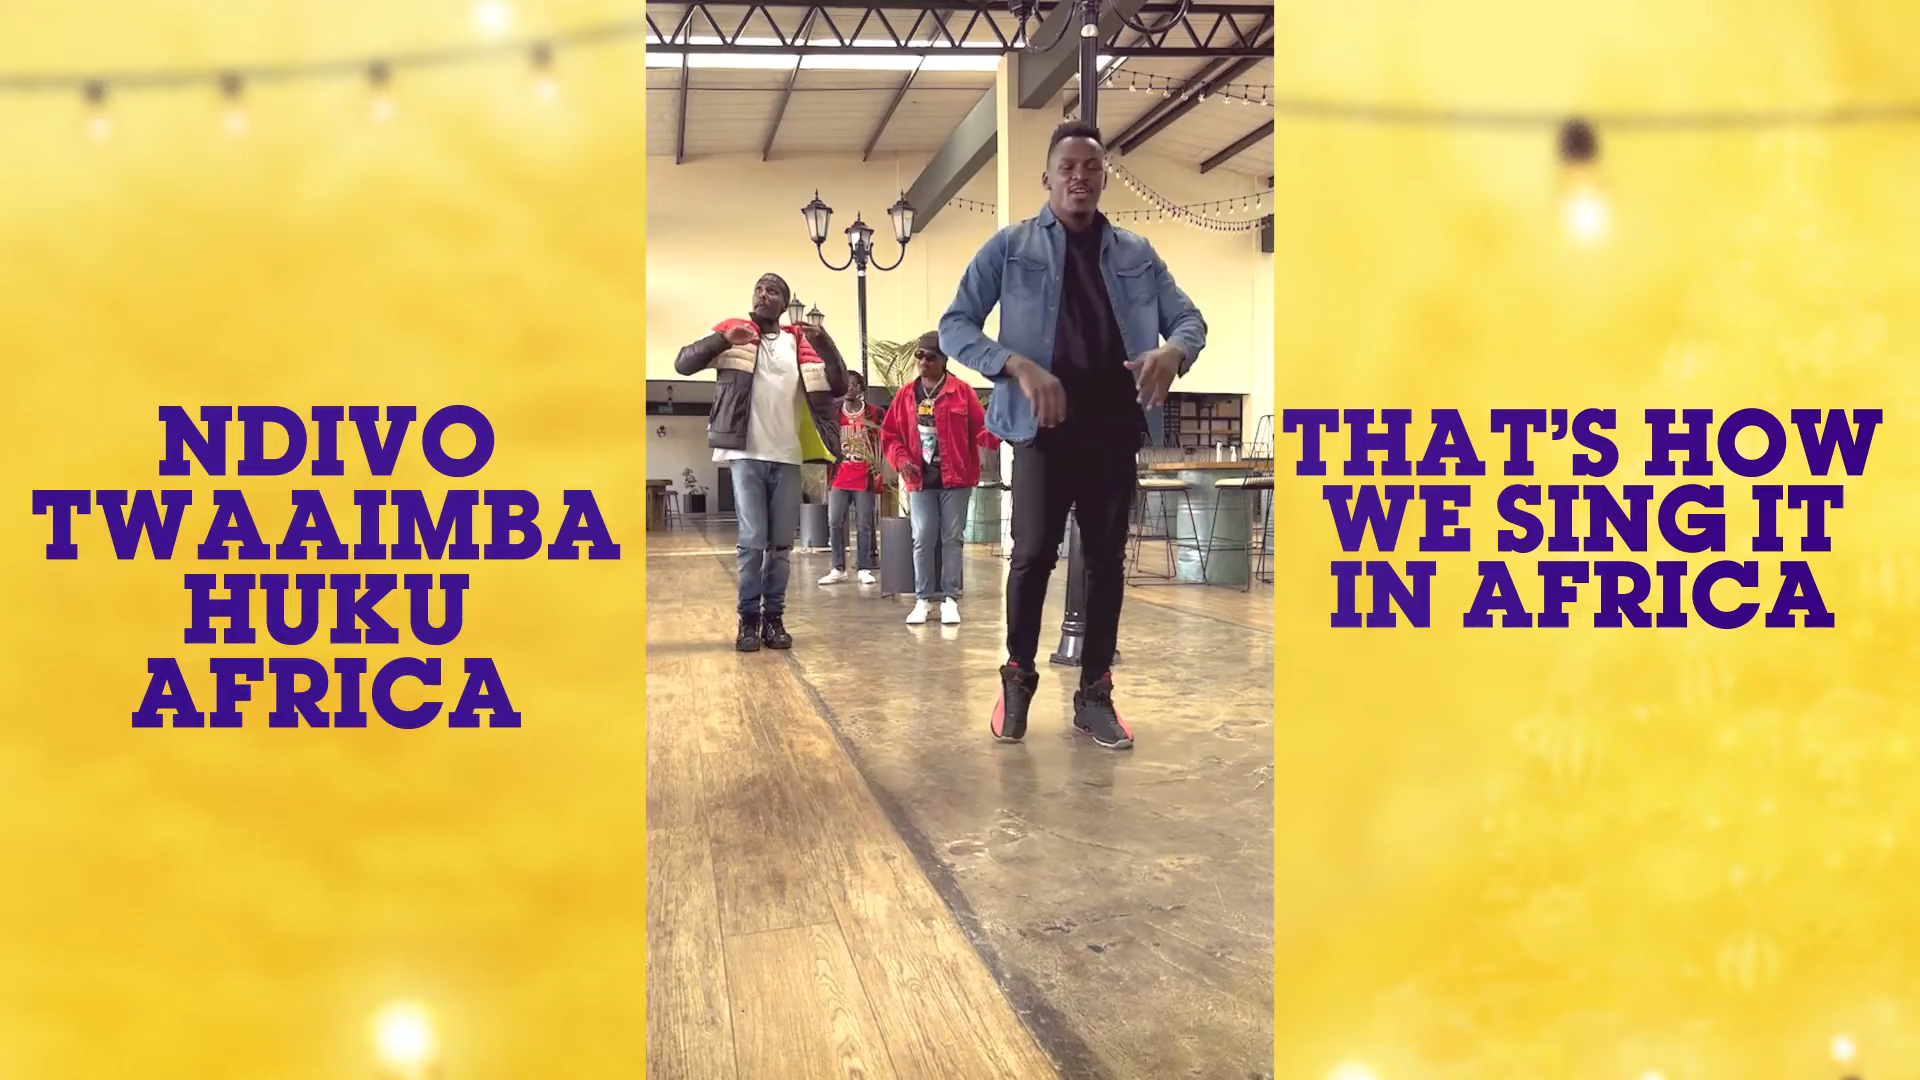 NDIVO
TWAAIMBA
HUKU
AFRICA
THAT'S HOW
WE SING IT
IN AFRICA